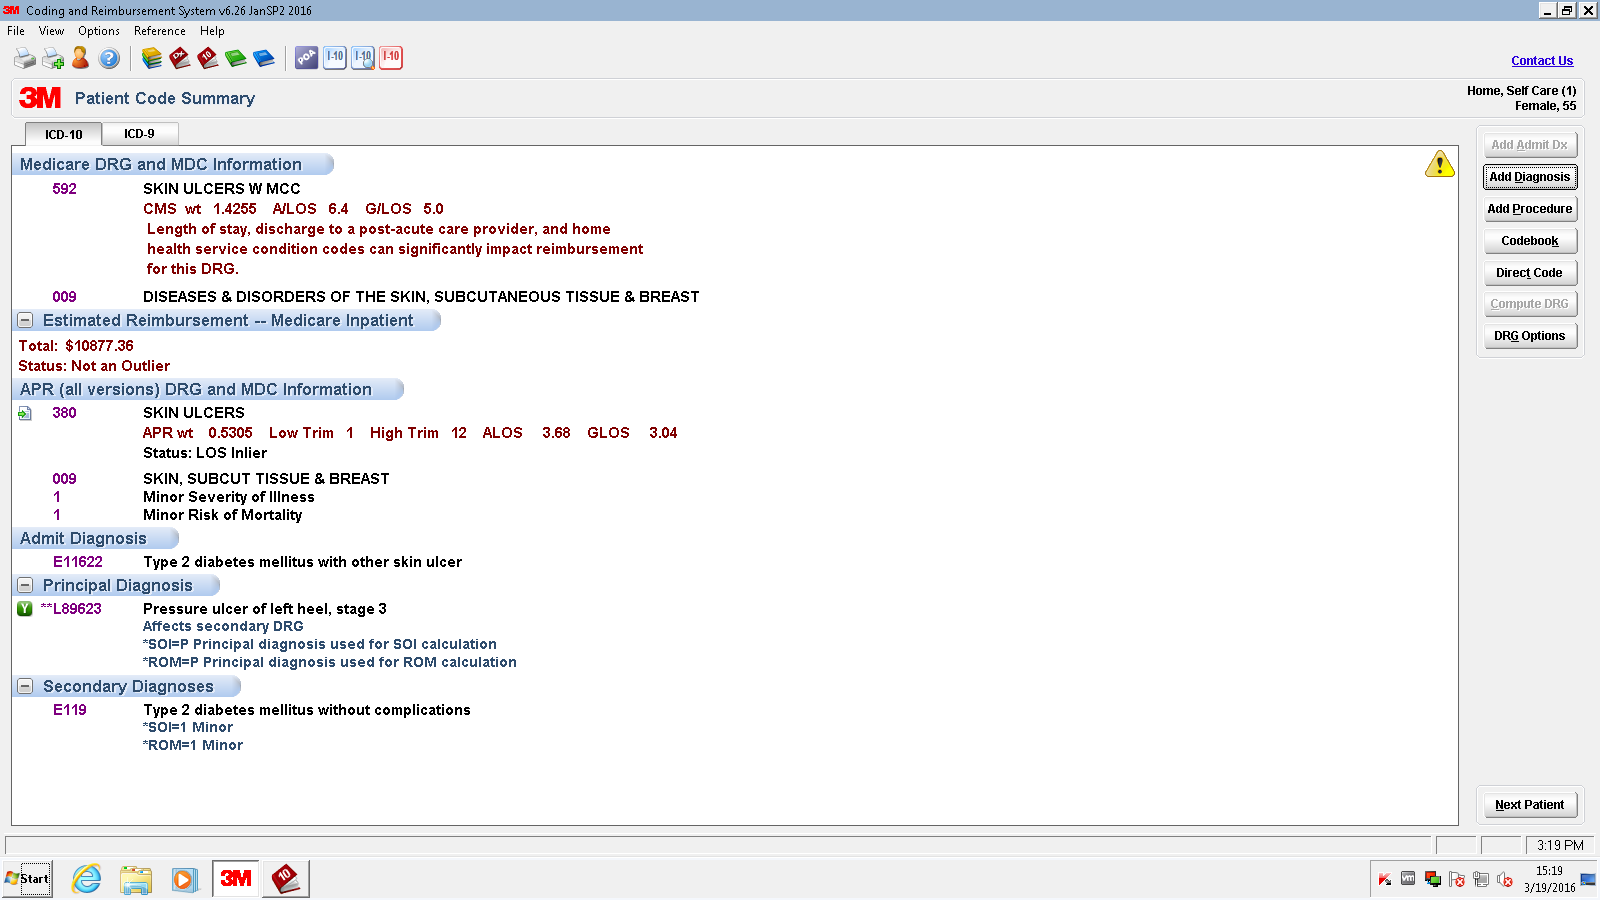 3M Coding and Reimbursement System v6.26 JanSP2 2016
File View Options Reference Help
DX 10 POA I-10 I-10 I-10
Contact Us
3M Patient Code Summary
Home, Self Care (1)
Female, 55
ICD-10 ICD-9
Medicare DRG and MDC Information
592 SKIN ULCERS W MCC
CMS wt 1.4255 A/LOS 6.4 G/LOS 5.0
Length of stay, discharge to a post-acute care provider, and home
health service condition codes can significantly impact reimbursement
for this DRG.
009 DISEASES & DISORDERS OF THE SKIN, SUBCUTANEOUS TISSUE & BREAST
Estimated Reimbursement -- Medicare Inpatient
Total: $10877.36
Status: Not an Outlier
APR (all versions) DRG and MDC Information
380 SKIN ULCERS
APR wt 0.5305 Low Trim 1 High Trim 12 ALOS 3.68 GLOS 3.04
Status: LOS Inlier
009 SKIN, SUBCUT TISSUE & BREAST
1 Minor Severity of Illness
1 Minor Risk of Mortality
Admit Diagnosis
E11622 Type 2 diabetes mellitus with other skin ulcer
Principal Diagnosis
Y **L89623 Pressure ulcer of left heel, stage 3
Affects secondary DRG
*SOI=P Principal diagnosis used for SOI calculation
*ROM=P Principal diagnosis used for ROM calculation
Secondary Diagnoses
E119 Type 2 diabetes mellitus without complications
*SOI=1 Minor
*ROM=1 Minor
Add Admit Dx
Add Diagnosis
Add Procedure
Codebook
Direct Code
Compute DRG
DRG Options
Next Patient
3:19 PM
Start 3M 10
vm
15:19
3/19/2016